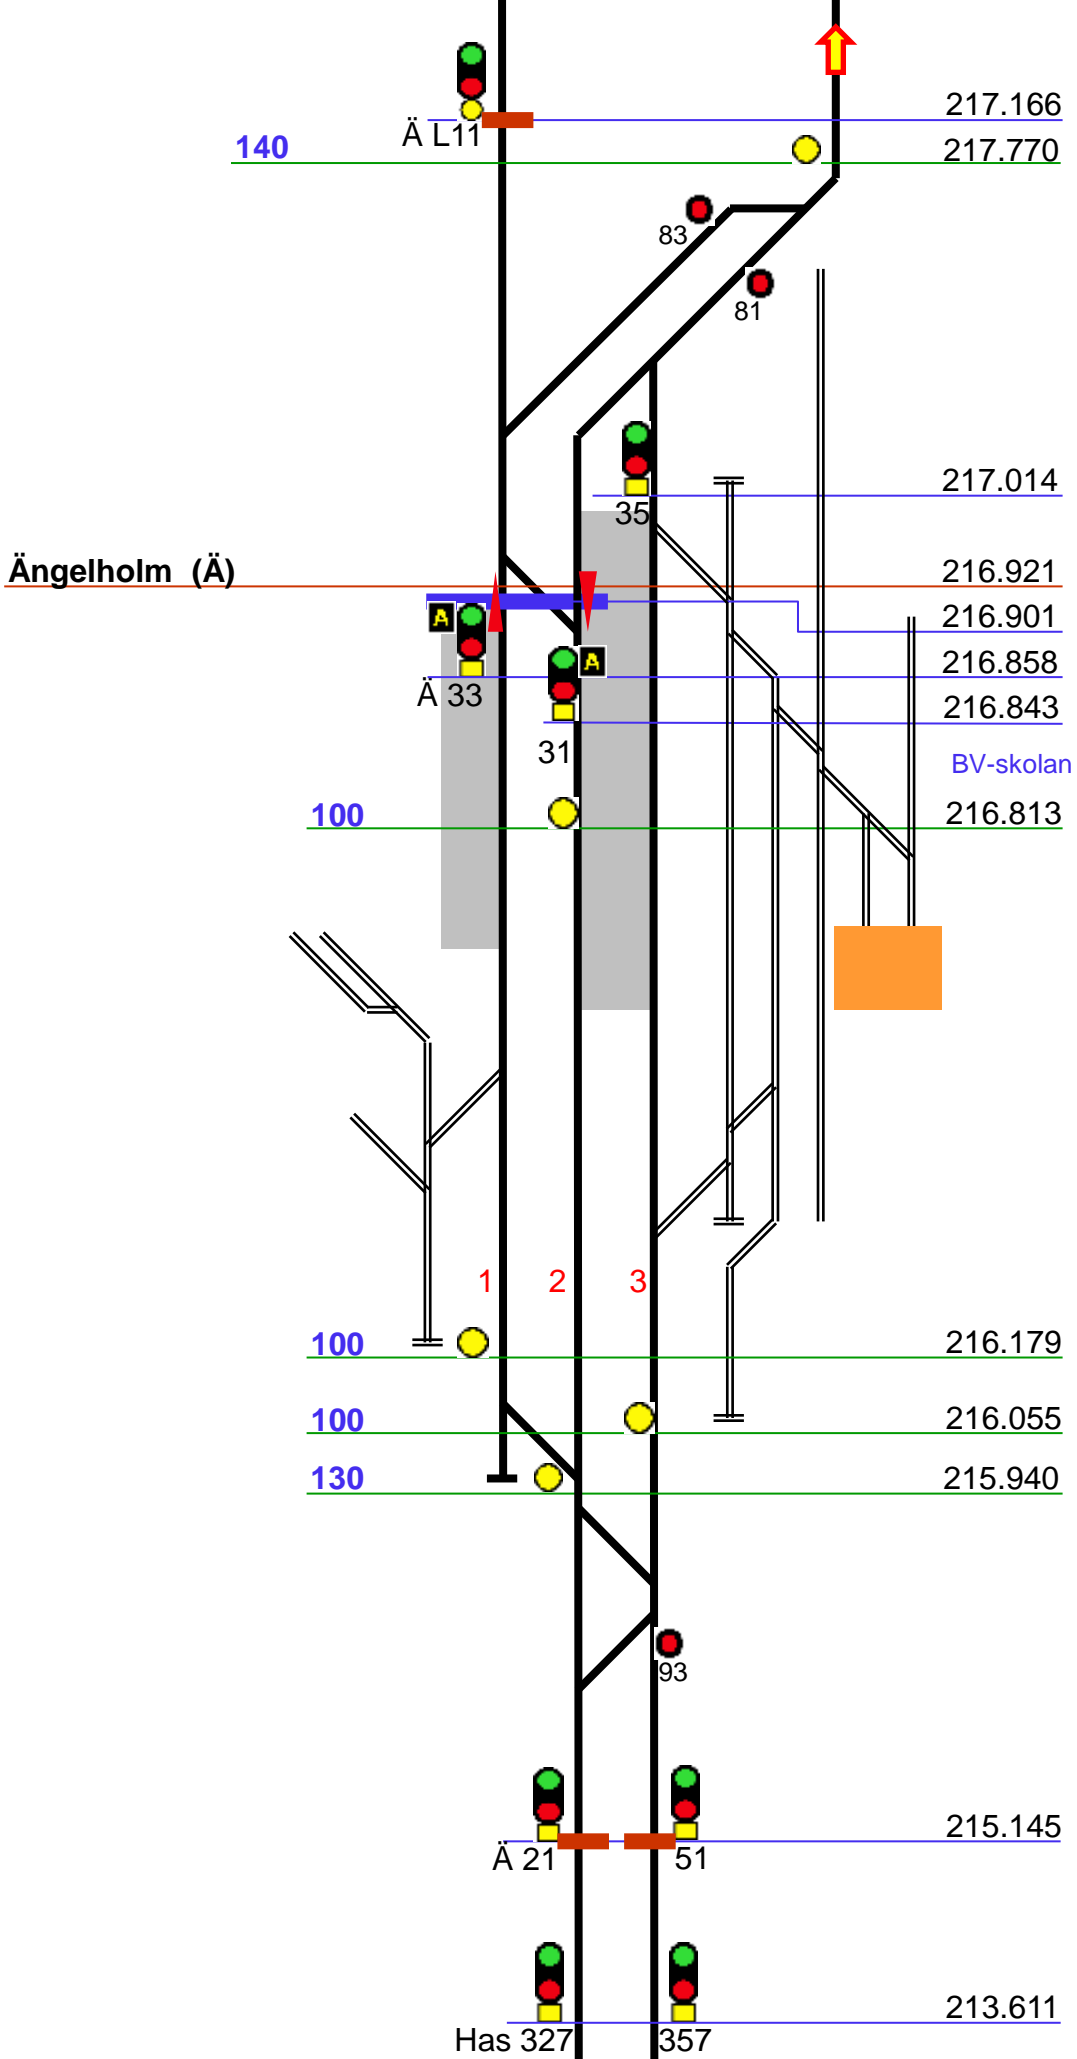 217.166
Ä L11
140
217.770
83
81
217.014
35
Ängelholm (Ä)
216.921
A
216.901
A
216.858
Ä 33
216.843
31
BV-skolan
100
216.813
1 2 3
100
216.179
100
216.055
130
215.940
93
215.145
Ä 21
51
213.611
Has 327
357